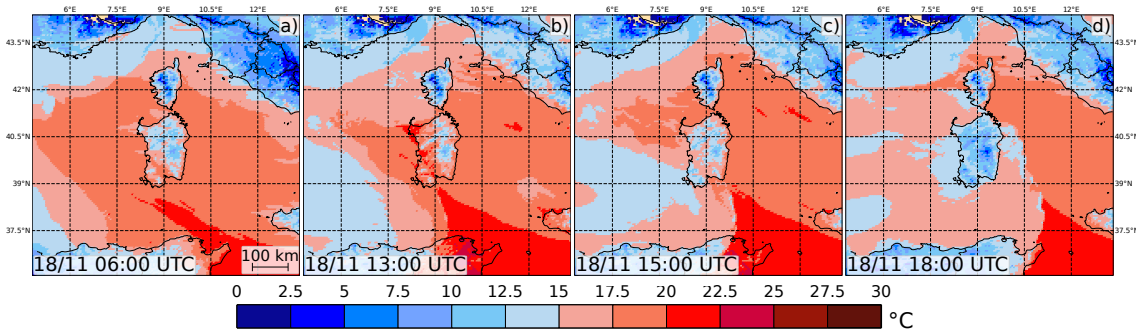 6°E 7.5°E 9°E 10.5°E 12°E 6°E 7.5°E 9°E 10.5°E 12°E 6°E 7.5°E 9°E 10.5°E 12°E 6°E 7.5°E 9°E 10.5°E 12°E
a) b) c) d)
43.5°N 43.5°N
42°N 42°N
40.5°N 40.5°N
39°N 39°N
37.5°N 37.5°N
100 km
18/11 06:00 UTC 18/11 13:00 UTC 18/11 15:00 UTC 18/11 18:00 UTC
0 2.5 5 7.5 10 12.5 15 17.5 20 22.5 25 27.5 30
°C